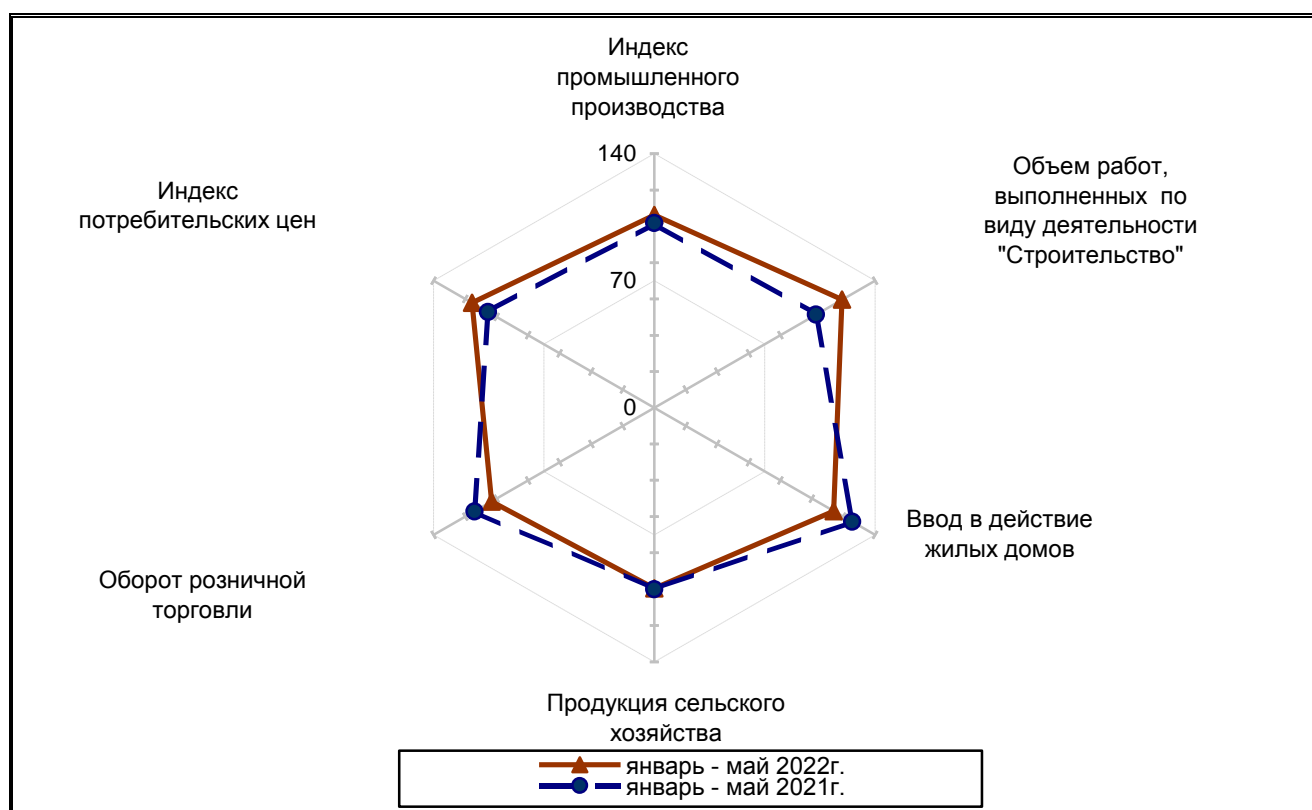 Индекс
промышленного
производства
140
Объем работ,
выполненных по
виду деятельности
"Строительство"
Индекс
потребительских цен
70
0
Ввод в действие
жилых домов
Оборот розничной
торговли
Продукция сельского
хозяйства
январь - май 2022г.
январь - май 2021г.